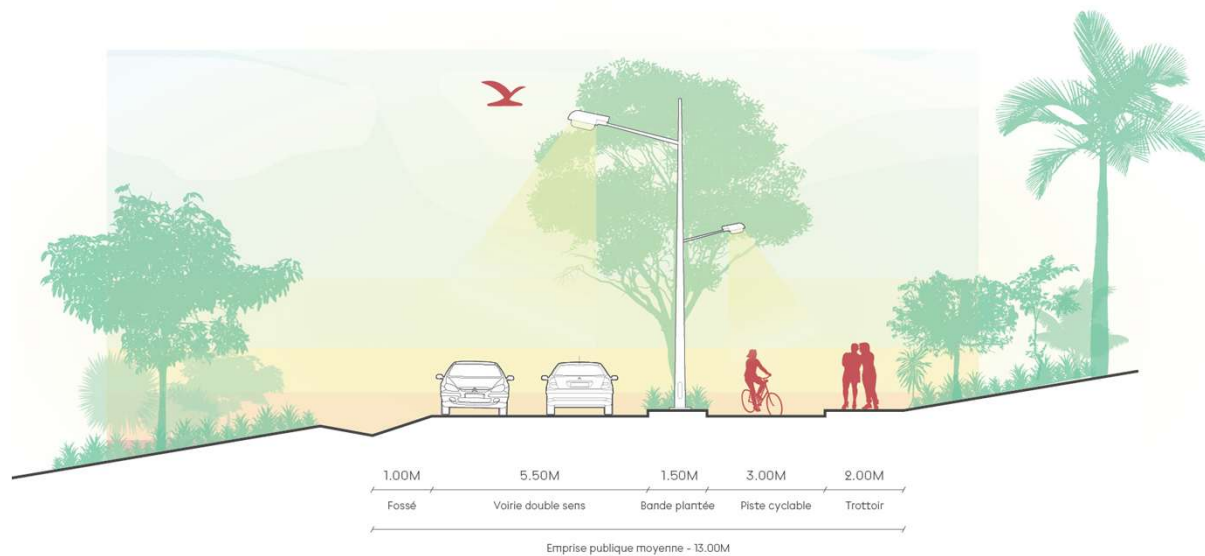 1.00M 5.50M 1.50M 3.00M 2.00M
Fossé Voirie double sens Bande plantée Piste cyclable Trottoir
Emprise publique moyenne - 13.00M